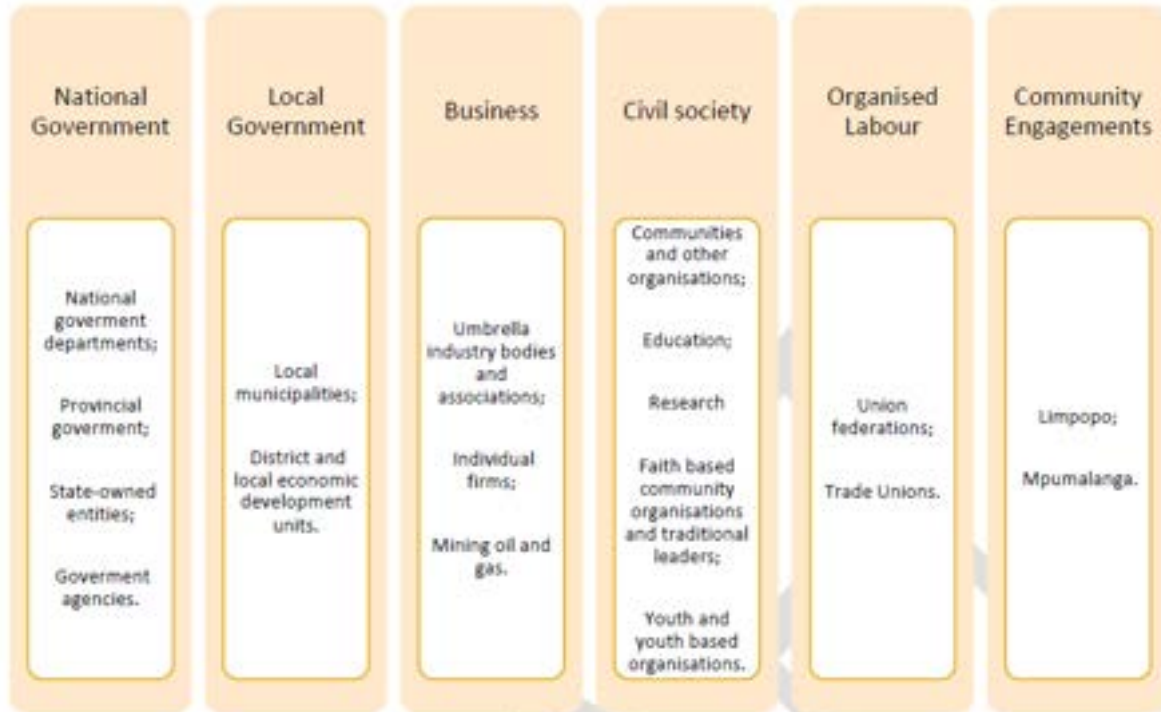 National
Government
National
goverment
departments;
Provincial
goverment;
State-owned
entities;
Goverment
agencies.
Local
Government
Local
municipalities;
District and
local economic
development
units.
Business
Umbrella
industry bodies
and
associations;
Individual
firms;
Mining oil and
gas.
Civil society
Communities
and other
organisations;
Education;
Research
Faith based
community
organisations
and traditional
leaders;
Youth and
youth based
organisations.
Organised
Labour
Union
federations;
Trade Unions.
Community
Engagements
Limpopo;
Mpumalanga.